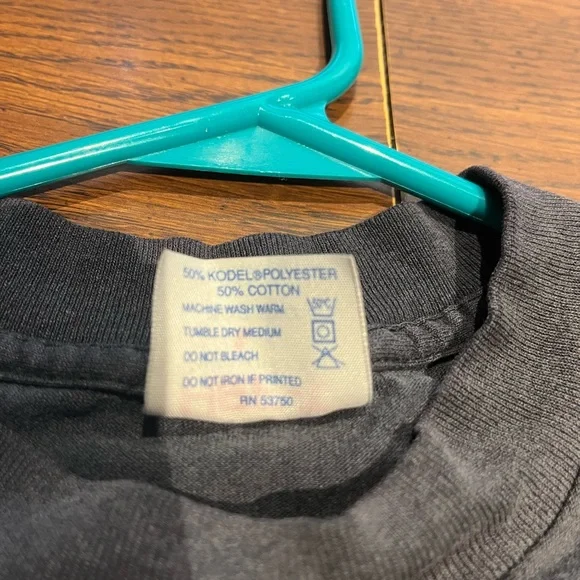 50% KODEL®POLYESTER
50% COTTON
MACHINE WASH WARM 50°C
TUMBLE DRY MEDIUM
DO NOT BLEACH
DO NOT IRON IF PRINTED
RN 53750